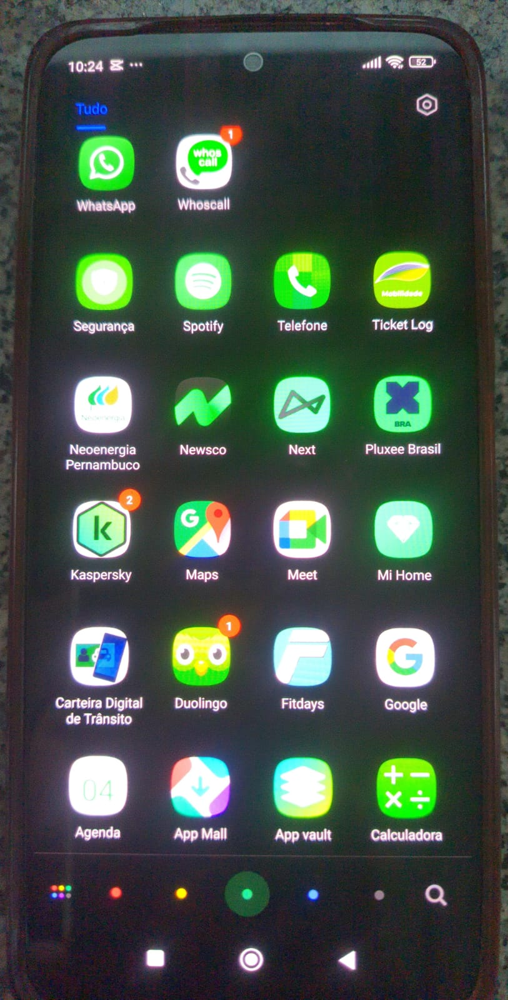 10:24
52
Tudo
1
whos
call
WhatsApp
Whoscall
Mobilidade
Segurança
Spotify
Telefone
Ticket Log
Neoenergia
BRA
Neoenergia
Pernambuco
Newsco
Next
Pluxee Brasil
2
k
G
Kaspersky
Maps
Meet
Mi Home
1
F
G
Carteira Digital
de Trânsito
Duolingo
Fitdays
Google
04
+ −
× ÷
Agenda
App Mall
App vault
Calculadora